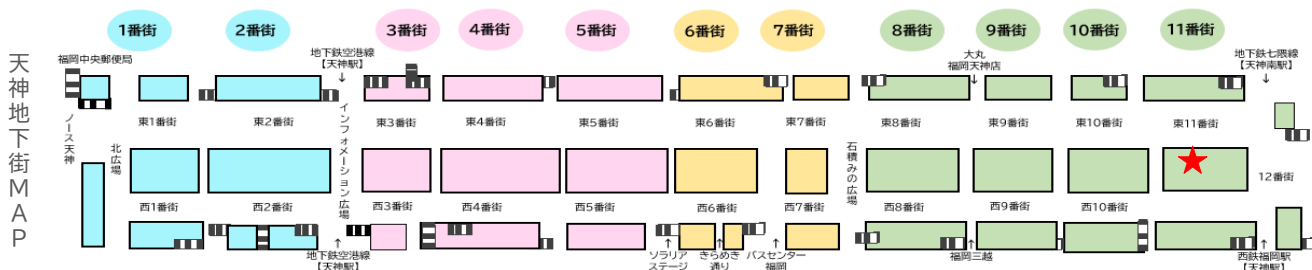 天神地下街MAP
1番街
2番街
3番街
4番街
5番街
6番街
7番街
8番街
9番街
10番街
11番街
福岡中央郵便局
地下鉄空港線
【天神駅】
大丸
福岡天神店
地下鉄七隈線
【天神南駅】
ノース天神
北広場
インフォメーション広場
石積みの広場
東1番街
東2番街
東3番街
東4番街
東5番街
東6番街
東7番街
東8番街
東9番街
東10番街
東11番街
12番街
西1番街
西2番街
西3番街
西4番街
西5番街
西6番街
西7番街
西8番街
西9番街
西10番街
地下鉄空港線
【天神駅】
ソラリア
ステージ
きらめき
通り
バスセンター
福岡
福岡三越
西鉄福岡駅
【天神駅】